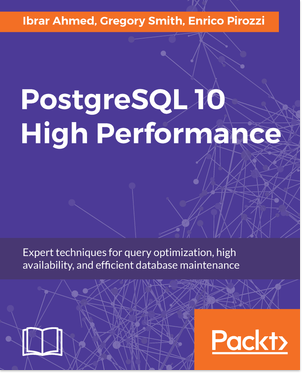 Ibrar Ahmed, Gregory Smith, Enrico Pirozzi
PostgreSQL 10
High Performance
Expert techniques for query optimization, high
availability, and efficient database maintenance
Packt>